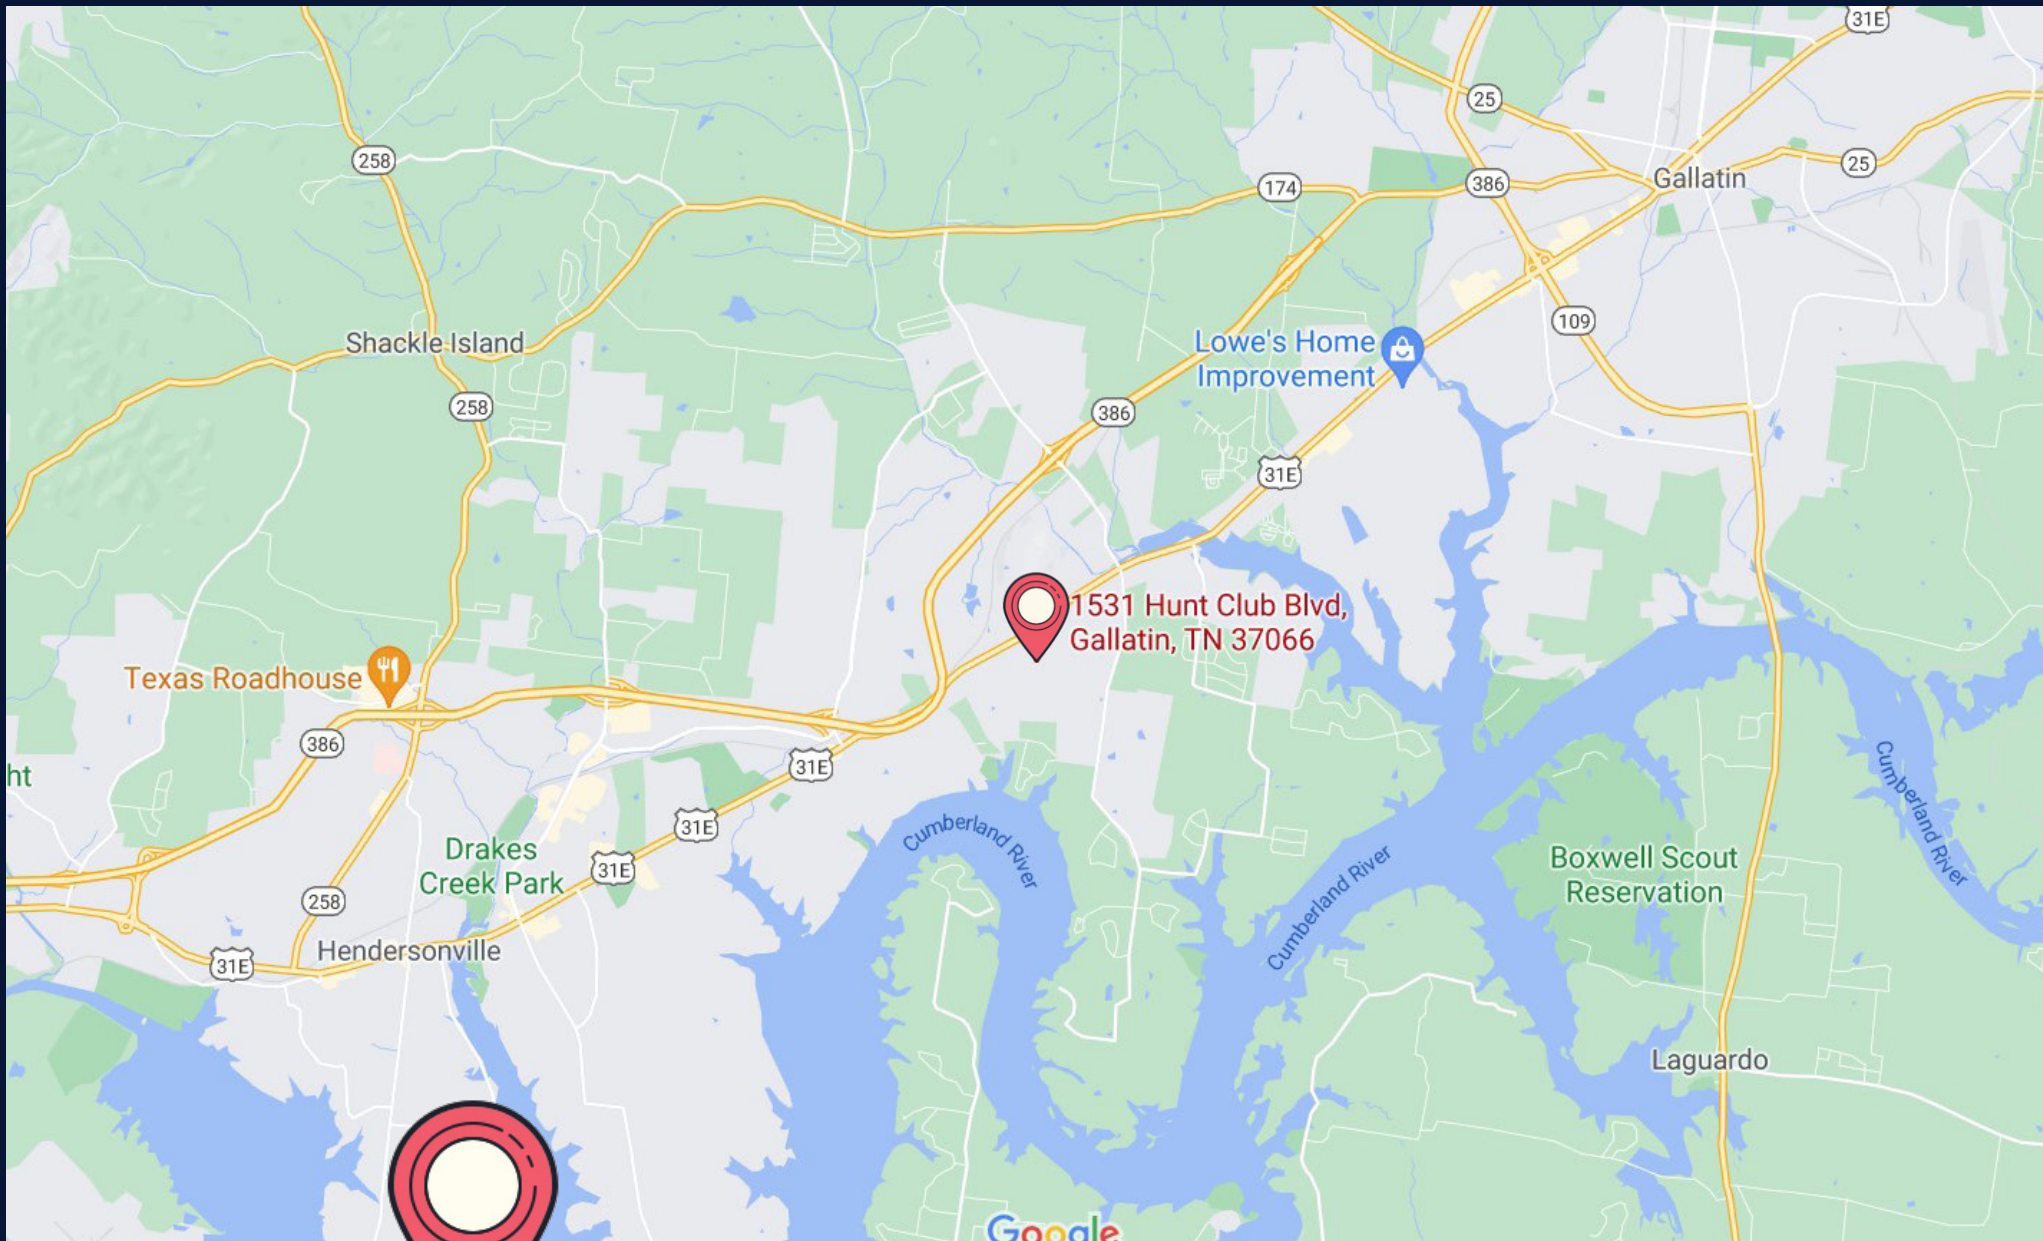 31E
25
258
174
386
25
Gallatin
109
Shackle Island
Lowe's Home
Improvement
258
386
31E
1531 Hunt Club Blvd,
Gallatin, TN 37066
Texas Roadhouse
386
31E
ht
31E
Cumberland River
Cumberland River
Drakes
Creek Park
31E
Cumberland River
Boxwell Scout
Reservation
258
Hendersonville
31E
Laguardo
Google